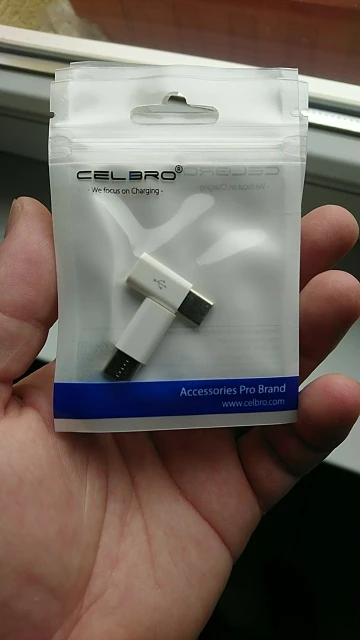 CELBRO®
- We focus on Charging -
Accessories Pro Brand
www.celbro.com